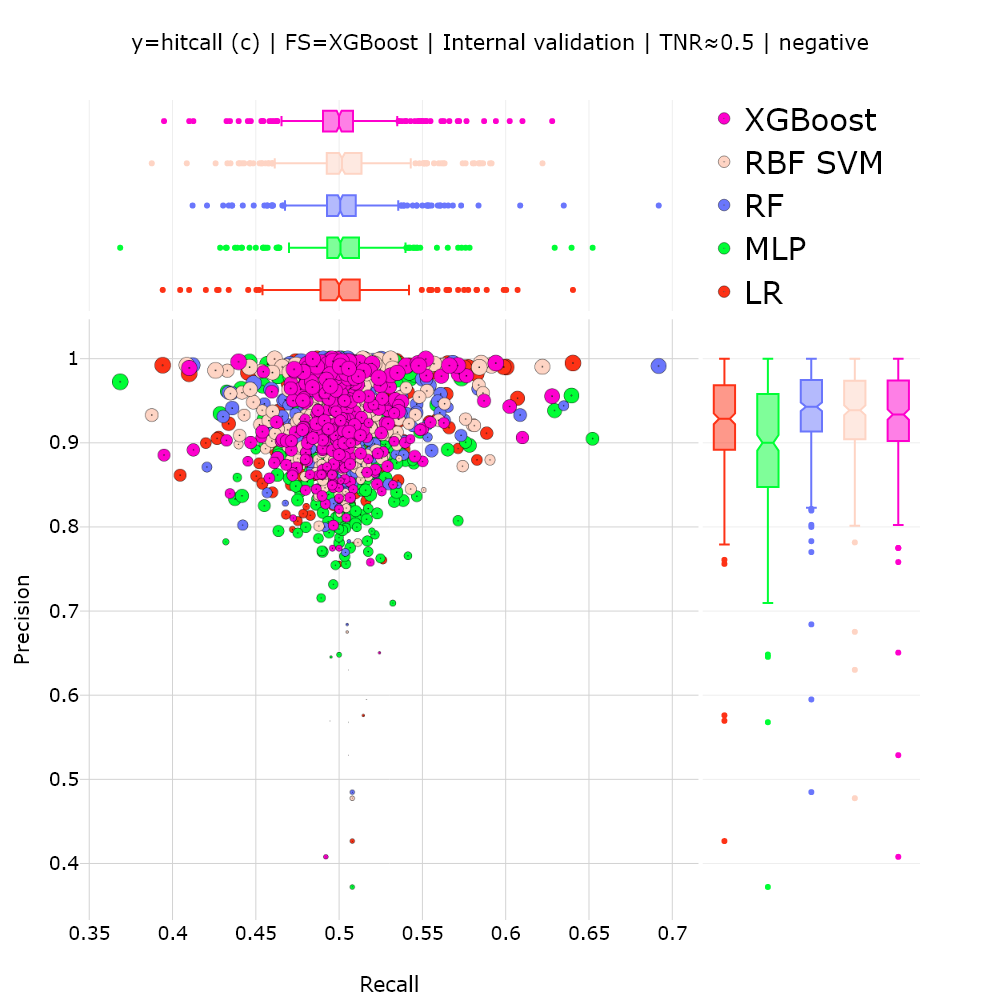 y=hitcall (c) | FS=XGBoost | Internal validation | TNR≈0.5 | negative
XGBoost
RBF SVM
RF
MLP
LR
1
0.9
0.8
0.7
0.6
0.5
0.4
Precision
0.35
0.4
0.45
0.5
0.55
0.6
0.65
0.7
Recall